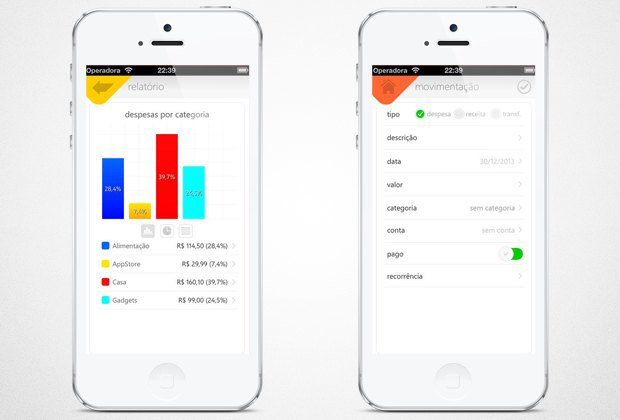 Operadora 22:39
relatório
despesas por categoria
28,4%
7,4%
39,7%
24,5%
Alimentação R$ 114,50 (28,4%)
AppStore R$ 29,99 (7,4%)
Casa R$ 160,10 (39,7%)
Gadgets R$ 99,00 (24,5%)
Operadora 22:39
movimentação
tipo despesa receita transf.
descrição
data 30/12/2013
valor
categoria sem categoria
conta sem conta
pago
recorrência